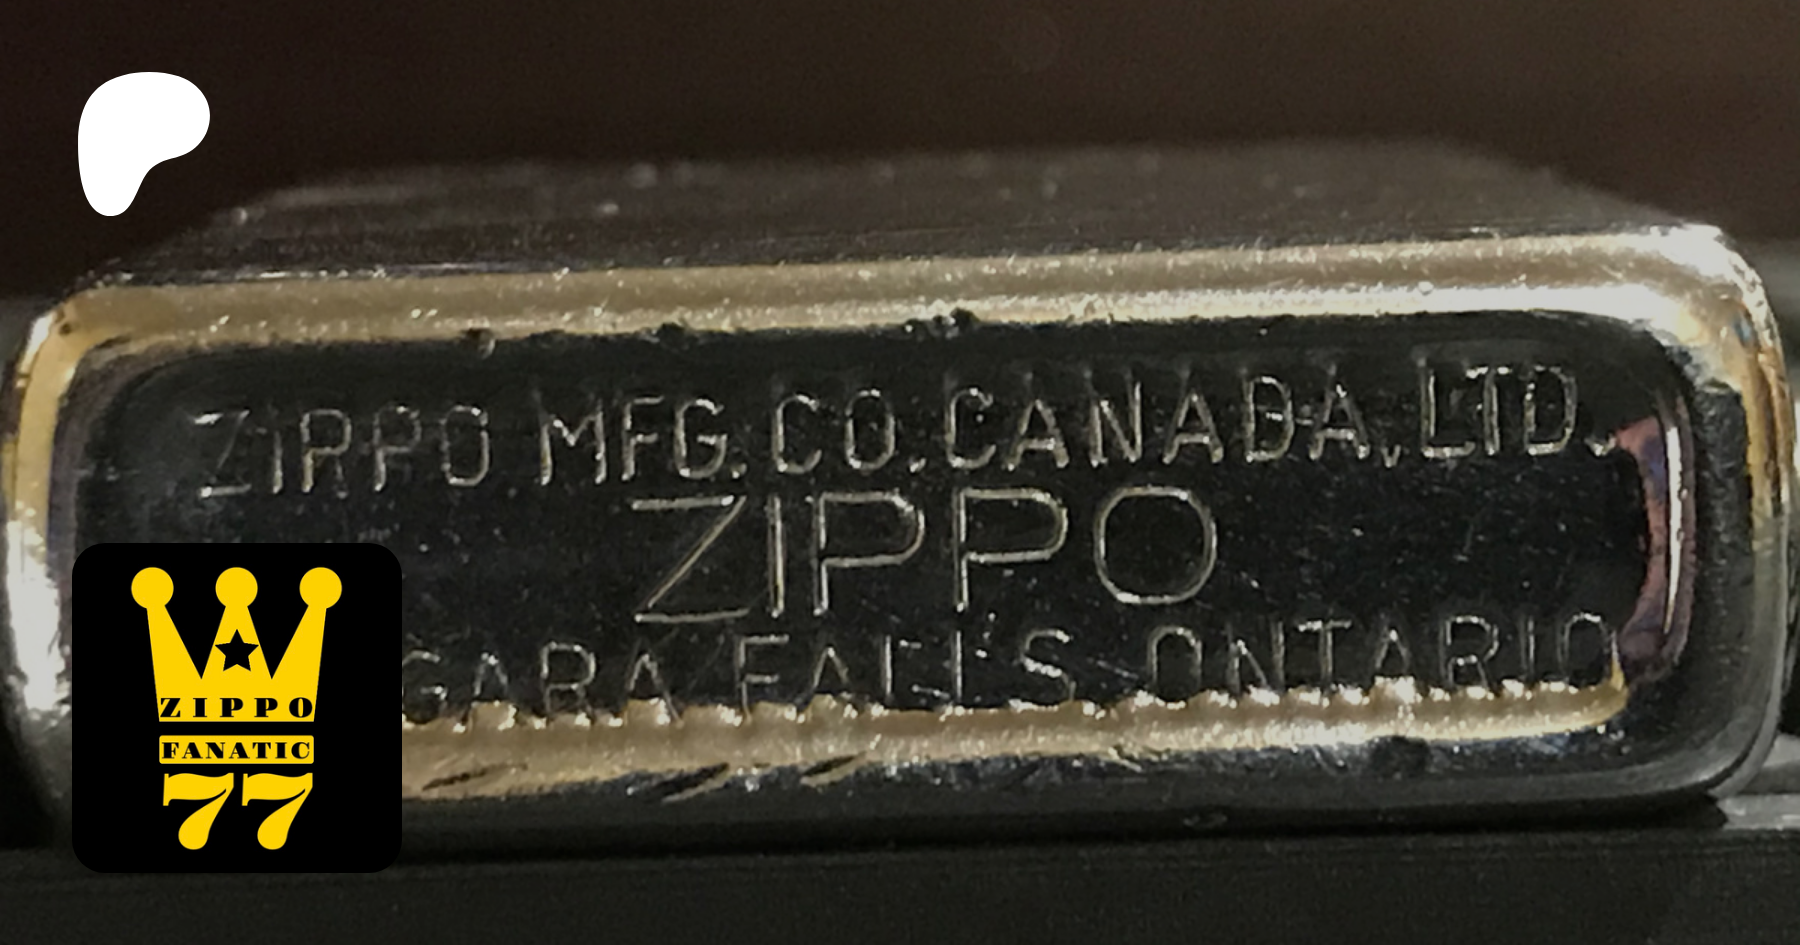 ZIPPO MFG. CO. CANADA, LTD.
ZIPPO
GARA FALLS ONTARIO
ZIPPO
FANATIC
77